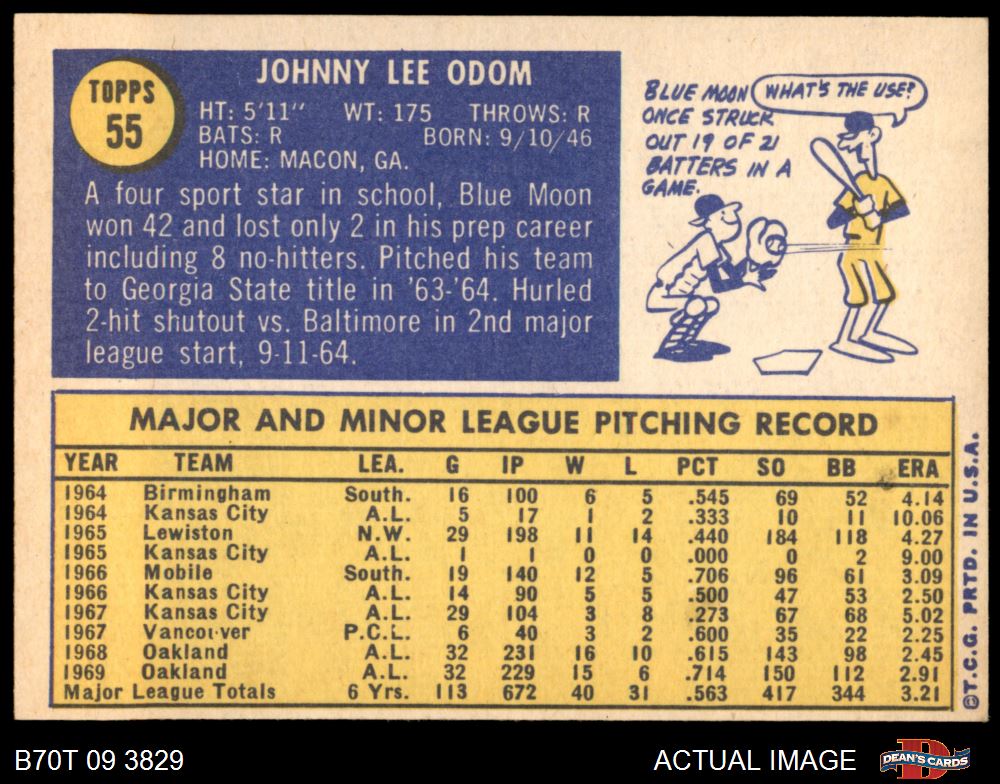 TOPPS
55
JOHNNY LEE ODOM
HT: 5'11" WT: 175 THROWS: R
BATS: R BORN: 9/10/46
HOME: MACON, GA.
A four sport star in school, Blue Moon
won 42 and lost only 2 in his prep career
including 8 no-hitters. Pitched his team
to Georgia State title in '63-'64. Hurled
2-hit shutout vs. Baltimore in 2nd major
league start, 9-11-64.
BLUE MOON
ONCE STRUCK
OUT 19 OF 21
BATTERS IN A
GAME.
WHAT'S THE USE?
MAJOR AND MINOR LEAGUE PITCHING RECORD
YEAR TEAM LEA. G IP W L PCT SO BB ERA
1964 Birmingham South. 16 100 6 5 .545 69 52 4.14
1964 Kansas City A.L. 5 17 1 2 .333 10 11 10.06
1965 Lewiston N.W. 29 198 11 14 .440 184 118 4.27
1965 Kansas City A.L. 1 1 0 0 .000 0 2 9.00
1966 Mobile South. 19 140 12 5 .706 96 61 3.09
1966 Kansas City A.L. 14 90 5 5 .500 47 53 2.50
1967 Kansas City A.L. 29 104 3 8 .273 67 68 5.02
1967 Vancouver P.C.L. 6 40 3 2 .600 35 22 2.25
1968 Oakland A.L. 32 231 16 10 .615 143 98 2.45
1969 Oakland A.L. 32 229 15 6 .714 150 112 2.91
Major League Totals 6 Yrs. 113 672 40 31 .563 417 344 3.21
©T.C.G. PRTD. IN U.S.A.
B70T 09 3829
ACTUAL IMAGE
DEAN'S CARDS